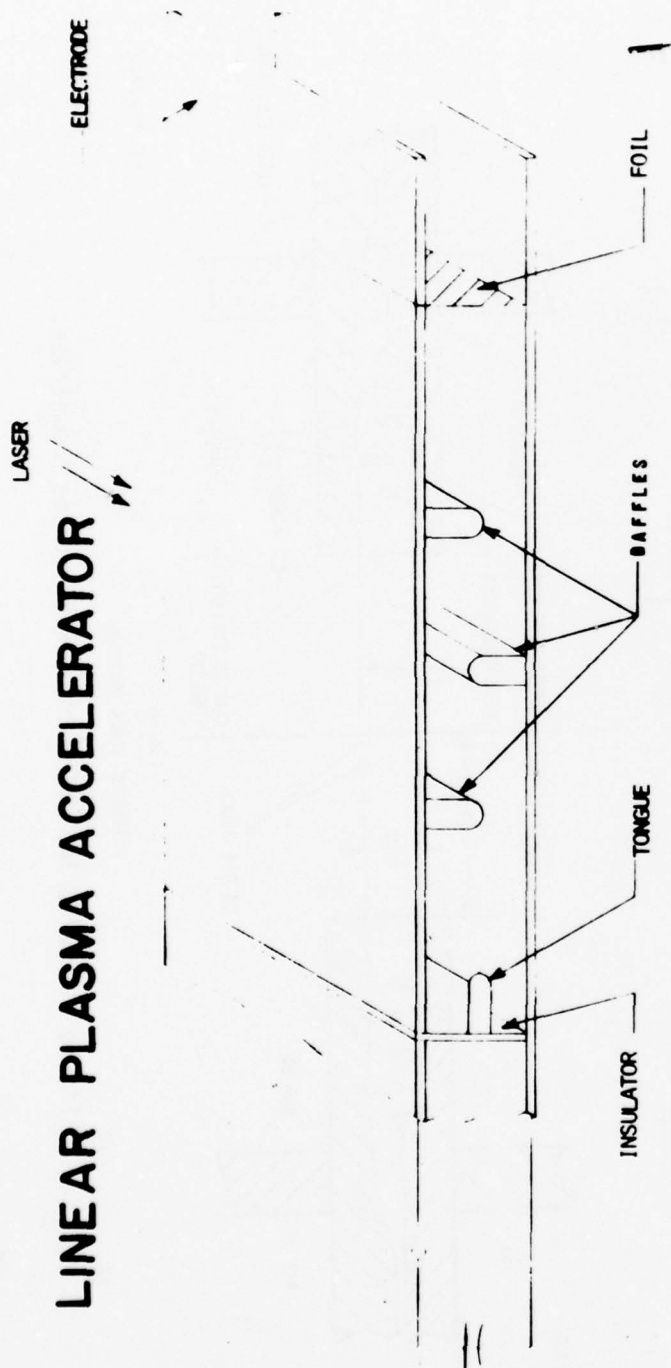 LINEAR PLASMA ACCELERATOR
LASER
ELECTRODE
INSULATOR
TONGUE
BAFFLES
FOIL